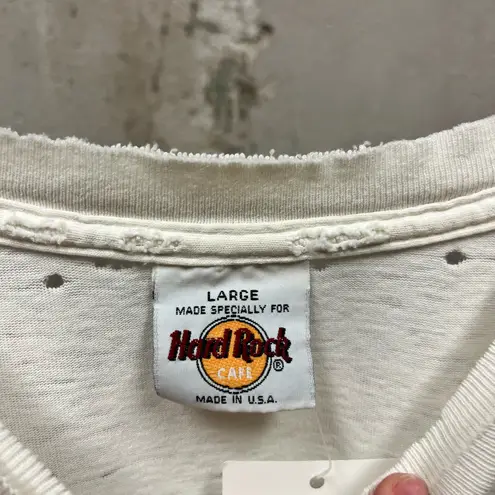 LARGE
MADE SPECIALLY FOR
Hard Rock
CAFE ®
MADE IN U.S.A.